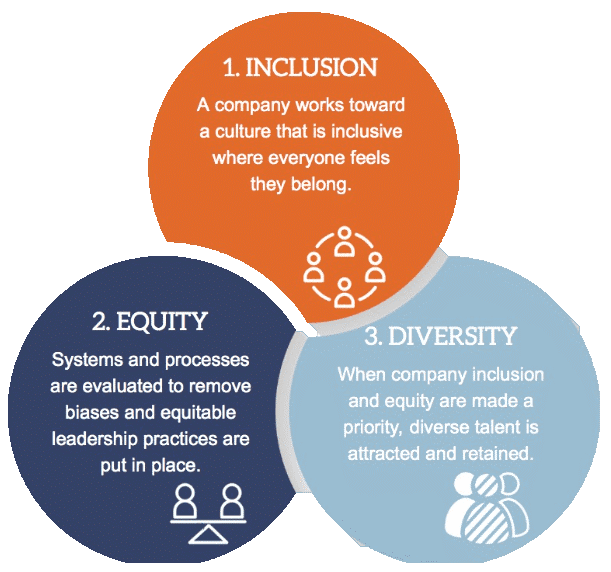 1. INCLUSION
A company works toward
a culture that is inclusive
where everyone feels
they belong.
2. EQUITY
Systems and processes
are evaluated to remove
biases and equitable
leadership practices are
put in place.
3. DIVERSITY
When company inclusion
and equity are made a
priority, diverse talent is
attracted and retained.